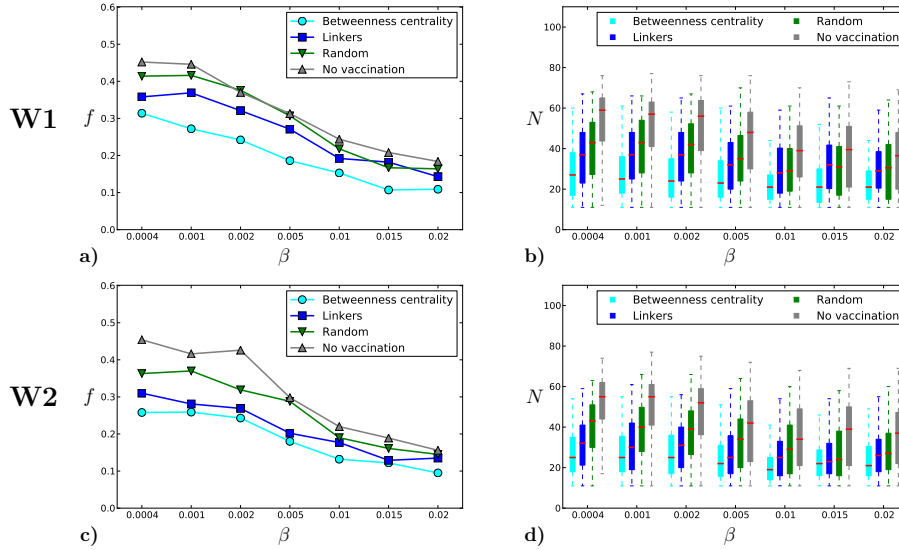 0.6
0.5
0.4
0.3
0.2
0.1
0.0
f
W1
Betweenness centrality
Linkers
Random
No vaccination
0.0004 0.001 0.002 0.005 0.01 0.015 0.02
β
a)
100
80
60
40
20
0
N
Betweenness centrality Random
Linkers No vaccination
0.0004 0.001 0.002 0.005 0.01 0.015 0.02
β
b)
0.6
0.5
0.4
0.3
0.2
0.1
0.0
f
W2
Betweenness centrality
Linkers
Random
No vaccination
0.0004 0.001 0.002 0.005 0.01 0.015 0.02
β
c)
100
80
60
40
20
0
N
Betweenness centrality Random
Linkers No vaccination
0.0004 0.001 0.002 0.005 0.01 0.015 0.02
β
d)